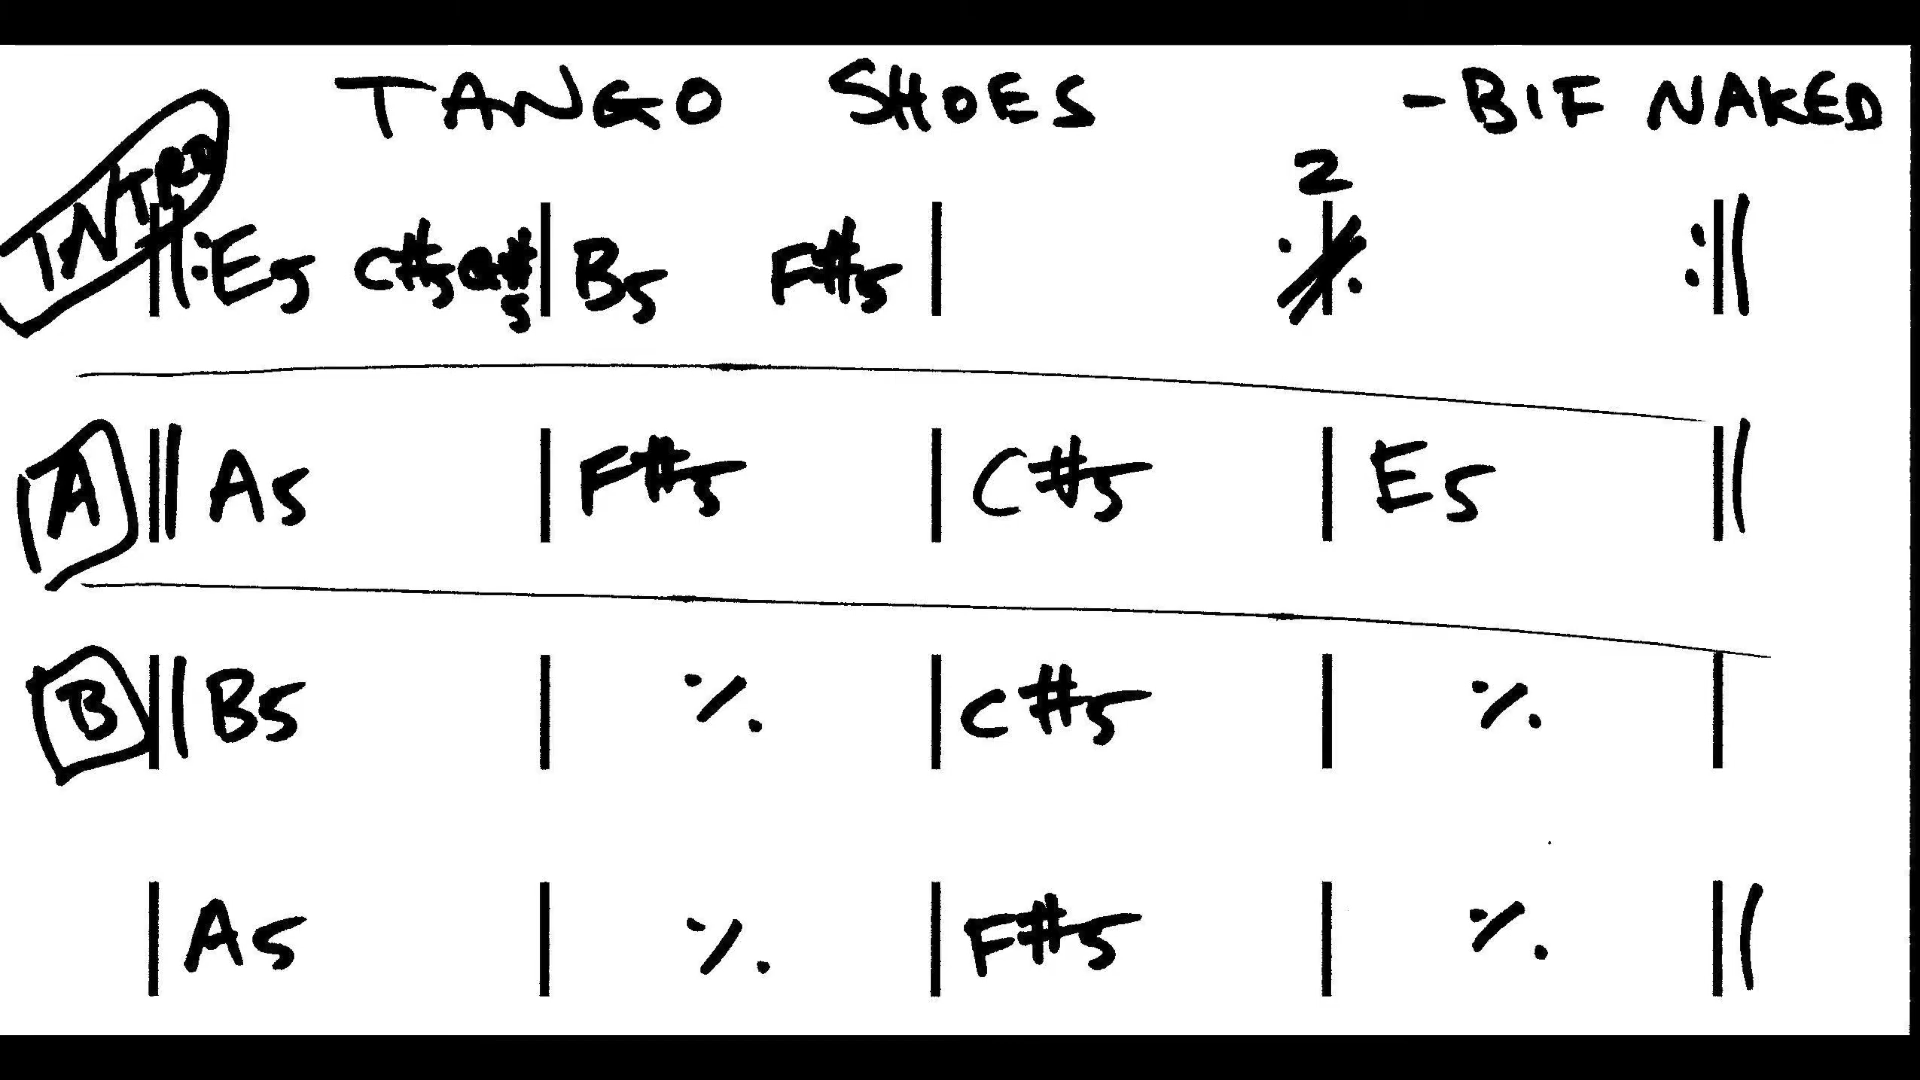 TANGO SHOES - BIF NAKED
INTRO ||: E5 C#5 G#5 | B5 F#5 | 2 𝄎 :||
A || A5 | F#5 | C#5 | E5 ||
B || B5 | ٪ | C#5 | ٪ |
| A5 | ٪ | F#5 | ٪ ||